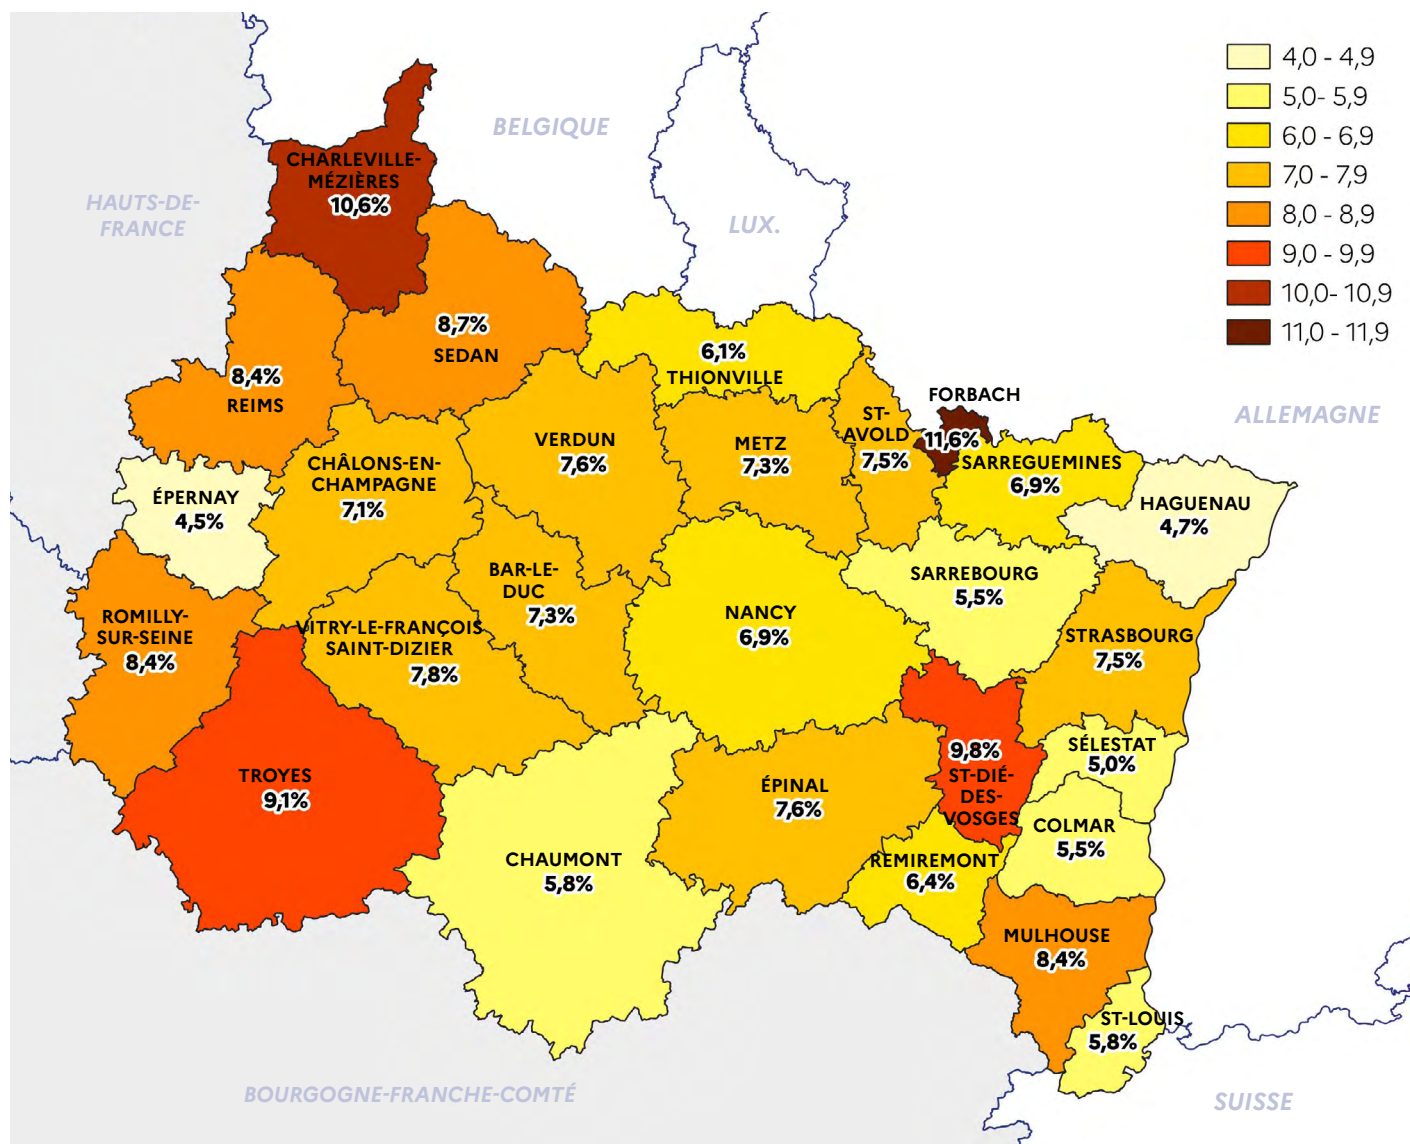 4,0 - 4,9
5,0- 5,9
6,0 - 6,9
7,0 - 7,9
8,0 - 8,9
9,0 - 9,9
10,0- 10,9
11,0 - 11,9
BELGIQUE
HAUTS-DE-
FRANCE
LUX.
ALLEMAGNE
CHARLEVILLE-
MÉZIÈRES
10,6%
8,7%
SEDAN
8,4%
REIMS
6,1%
THIONVILLE
FORBACH
11,6%
ST-
AVOLD
7,5%
VERDUN
7,6%
METZ
7,3%
SARREGUEMINES
6,9%
CHÂLONS-EN-
CHAMPAGNE
7,1%
ÉPERNAY
4,5%
HAGUENAU
4,7%
BAR-LE-
DUC
7,3%
SARREBOURG
5,5%
NANCY
6,9%
ROMILLY-
SUR-SEINE
8,4%
VITRY-LE-FRANÇOIS
SAINT-DIZIER
7,8%
STRASBOURG
7,5%
TROYES
9,1%
9,8%
ST-DIÉ-
DES-
VOSGES
SÉLESTAT
5,0%
ÉPINAL
7,6%
COLMAR
5,5%
CHAUMONT
5,8%
REMIREMONT
6,4%
MULHOUSE
8,4%
ST-LOUIS
5,8%
BOURGOGNE-FRANCHE-COMTÉ
SUISSE